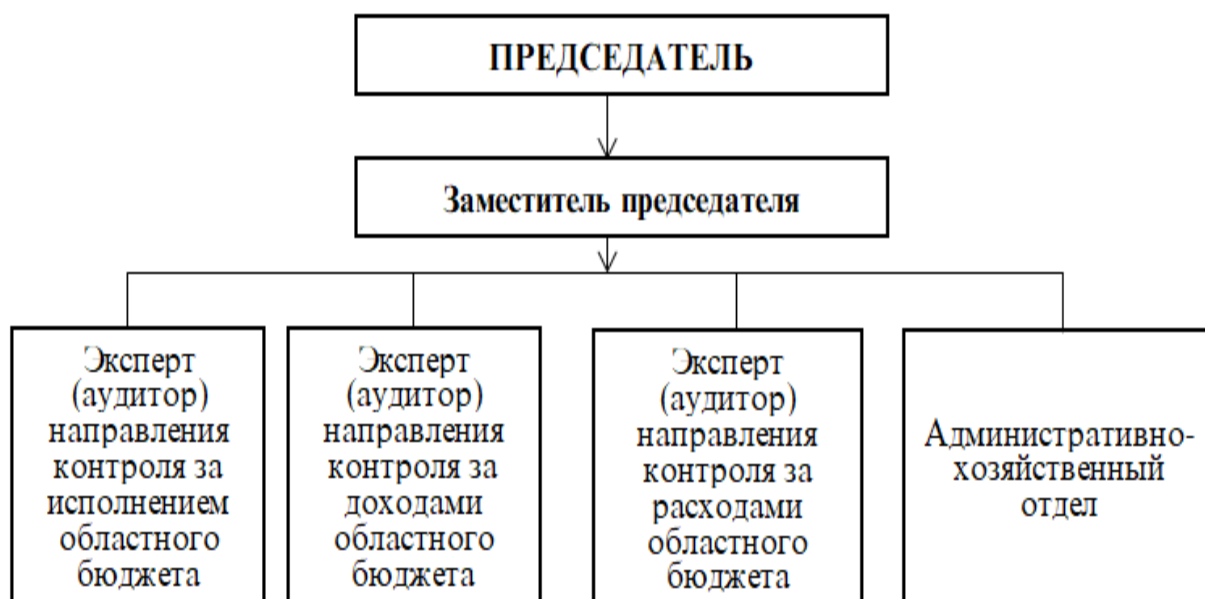 ПРЕДСЕДАТЕЛЬ
Заместитель председателя
Эксперт
(аудитор)
направления
контроля за
исполнением
областного
бюджета
Эксперт
(аудитор)
направления
контроля за
доходами
областного
бюджета
Эксперт
(аудитор)
направления
контроля за
расходами
областного
бюджета
Административно-
хозяйственный
отдел